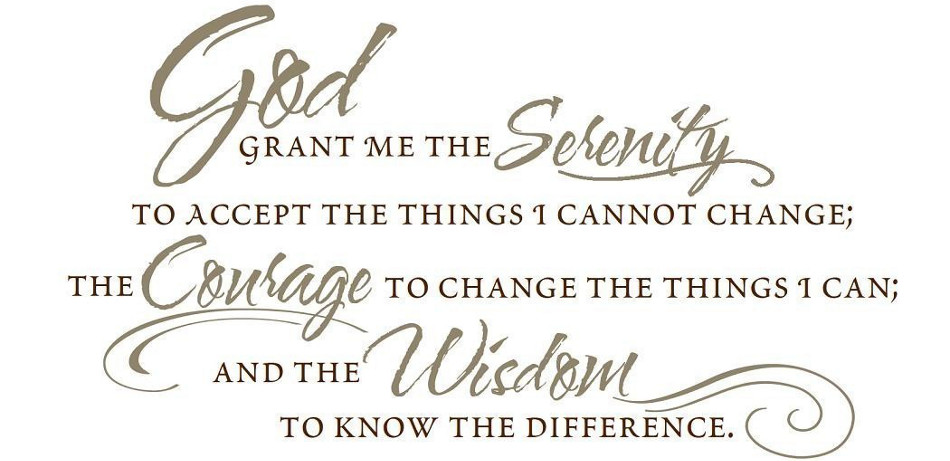 God
GRANT ME THE Serenity
TO ACCEPT THE THINGS I CANNOT CHANGE;
THE Courage TO CHANGE THE THINGS I CAN;
AND THE Wisdom
TO KNOW THE DIFFERENCE.